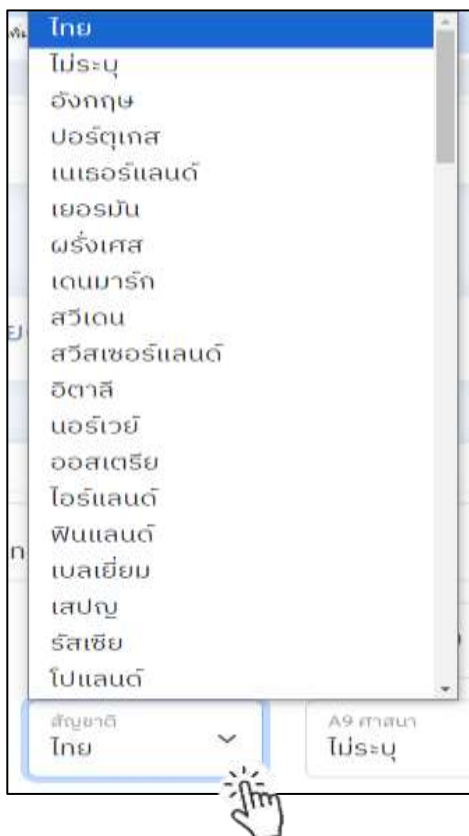 ไทย
ไม่ระบุ
อังกฤษ
ปอร์ตุเกส
เนเธอร์แลนด์
เยอรมัน
ฝรั่งเศส
เดนมาร์ก
สวีเดน
สวีสเซอร์แลนด์
อิตาลี
นอร์เวย์
ออสเตรีย
ไอร์แลนด์
ฟินแลนด์
เบลเยี่ยม
เสปญ
รัสเซีย
โปแลนด์
สัญชาติ A9 ศาสนา
ไทย ไม่ระบุ